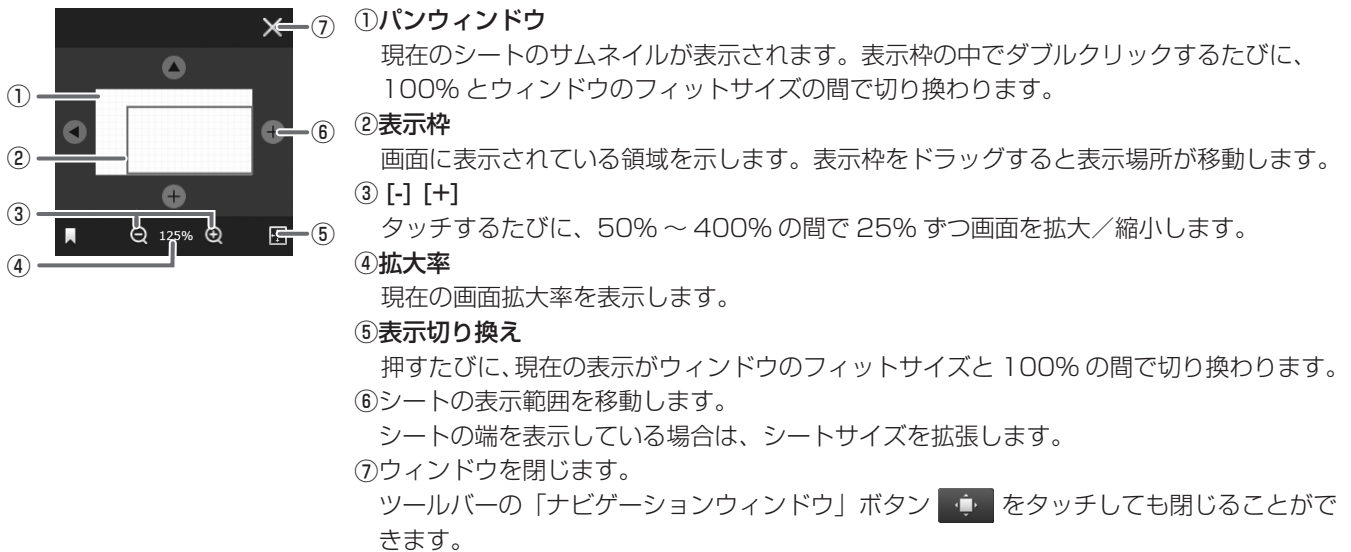 ①パンウィンドウ
現在のシートのサムネイルが表示されます。表示枠の中でダブルクリックするたびに、
100% とウィンドウのフィットサイズの間で切り換わります。
②表示枠
画面に表示されている領域を示します。表示枠をドラッグすると表示場所が移動します。
③ [-] [+]
タッチするたびに、50% ～ 400% の間で 25% ずつ画面を拡大／縮小します。
④拡大率
現在の画面拡大率を表示します。
⑤表示切り換え
押すたびに、現在の表示がウィンドウのフィットサイズと 100% の間で切り換わります。
⑥シートの表示範囲を移動します。
シートの端を表示している場合は、シートサイズを拡張します。
⑦ウィンドウを閉じます。
ツールバーの「ナビゲーションウィンドウ」ボタン をタッチしても閉じることがで
きます。
⑦
①
⑥
②
③
125%
⑤
④